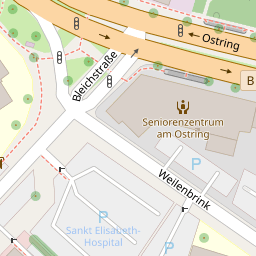 Ostring
B
Bleichstraße
Seniorenzentrum
am Ostring
P
Weilenbrink
P
Sankt Elisabeth-
Hospital